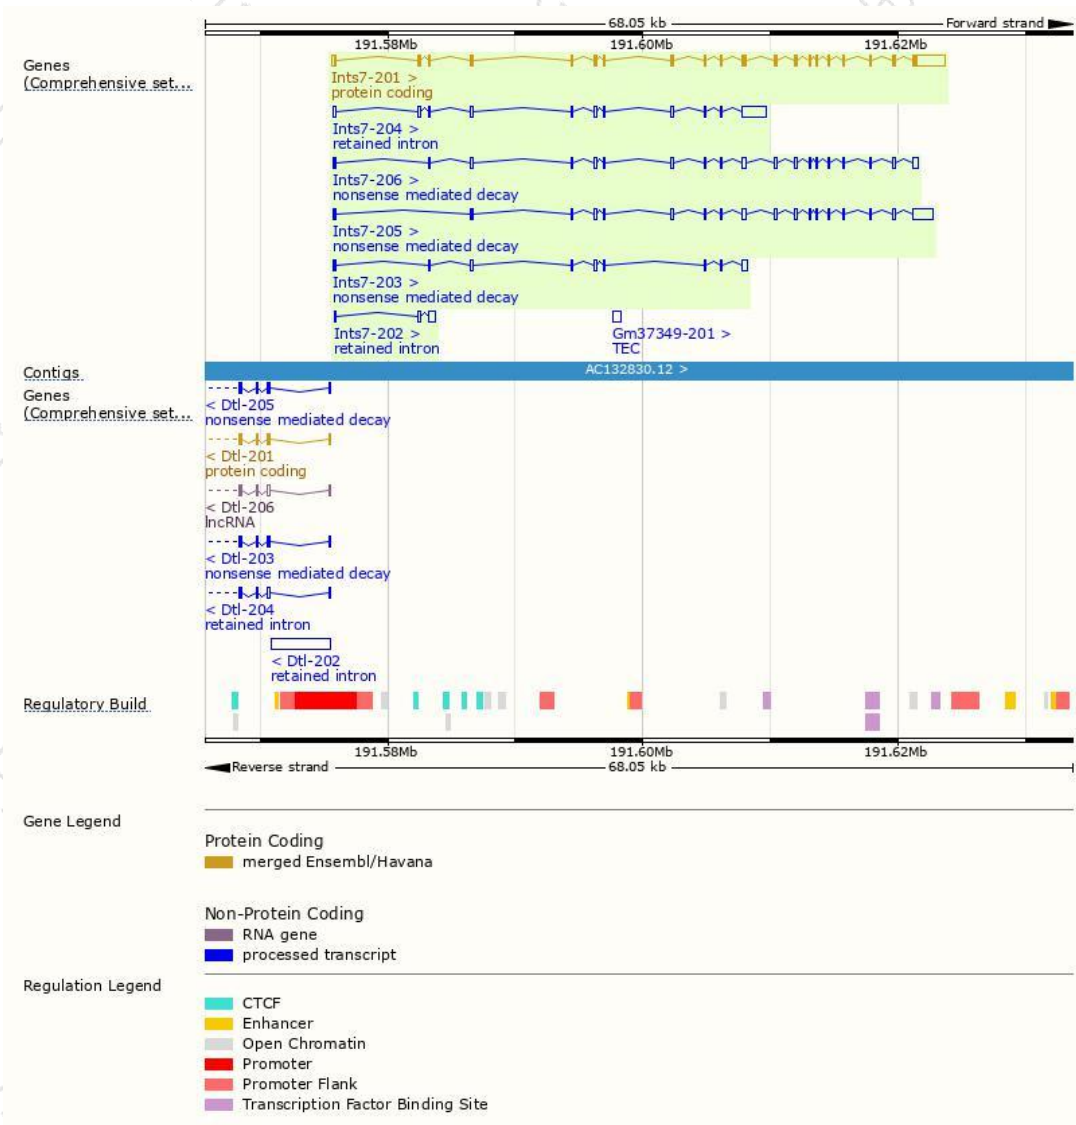 68.05 kb Forward strand
191.58Mb 191.60Mb 191.62Mb
Genes
(Comprehensive set...
Ints7-201 >
protein coding
Ints7-204 >
retained intron
Ints7-206 >
nonsense mediated decay
Ints7-205 >
nonsense mediated decay
Ints7-203 >
nonsense mediated decay
Ints7-202 > Gm37349-201 >
retained intron TEC
Contigs AC132830.12 >
Genes
(Comprehensive set...
< Dtl-205
nonsense mediated decay
< Dtl-201
protein coding
< Dtl-206
lncRNA
< Dtl-203
nonsense mediated decay
< Dtl-204
retained intron
< Dtl-202
retained intron
Regulatory Build
191.58Mb 191.60Mb 191.62Mb
Reverse strand 68.05 kb
Gene Legend
Protein Coding
merged Ensembl/Havana
Non-Protein Coding
RNA gene
processed transcript
Regulation Legend
CTCF
Enhancer
Open Chromatin
Promoter
Promoter Flank
Transcription Factor Binding Site